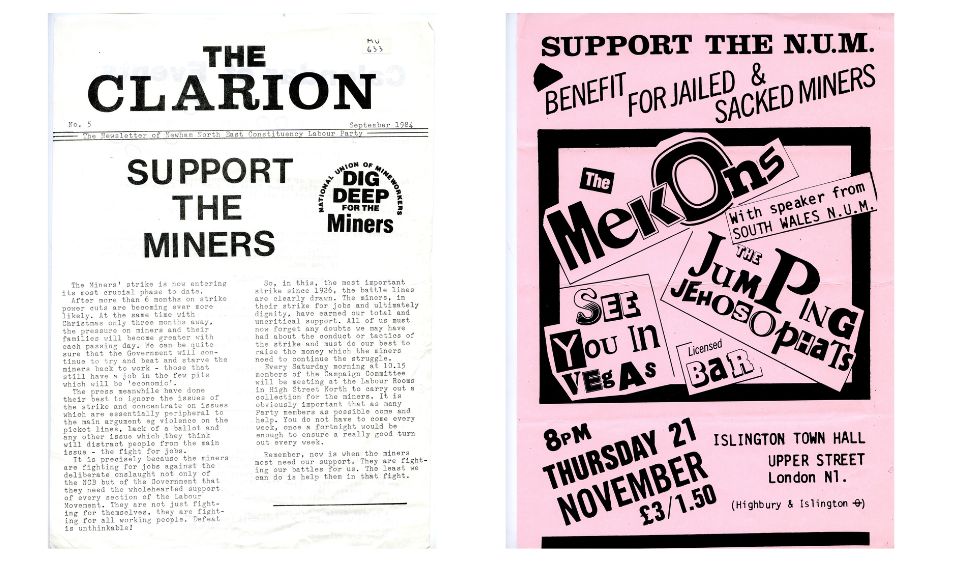 THE
CLARION
MU
633
No. 5 September 1984
The Newsletter of Newham North East Constituency Labour Party
SUPPORT
THE
MINERS
NATIONAL UNION OF MINEWORKERS
DIG
DEEP
FOR THE
Miners
The Miners' strike is now entering
its most crucial phase to date.
After more than 6 months on strike
power cuts are becoming ever more
likely. At the same time with
Christmas only three months away,
the pressure on miners and their
families will become greater with
each passing day. We can be quite
sure that the Government will con-
tinue to try and beat and starve the
miners back to work - those that
still have a job in the few pits
which will be 'economic'.
The press meanwhile have done
their best to ignore the issues of
the strike and concentrate on issues
which are essentially peripheral to
the main argument eg violence on the
picket lines, lack of a ballot and
any other issue which they think
will distract people from the main
issue - the fight for jobs.
It is precisely because the miners
are fighting for jobs against the
deliberate onslaught not only of
the NCB but of the Government that
they need the wholehearted support
of every section of the Labour
Movement. They are not just fight-
ing for themselves, they are fight-
ing for all working people. Defeat
is unthinkable!
So, in this, the most important
strike since 1926, the battle lines
are clearly drawn. The miners, in
their strike for jobs and ultimately
dignity, have earned our total and
uncritical support. All of us must
now forget any doubts we may have
had about the conduct or tactics of
the strike and must do our best to
raise the money which the miners
need to continue the struggle.
Every Saturday morning at 10.15
members of the Campaign Committee
will be meeting at the Labour Rooms
in High Street North to carry out a
collection for the miners. It is
obviously important that as many
Party members as possible come and
help. You do not have to come every
week, once a fortnight would be
enough to ensure a really good turn
out every week.
Remember, now is when the miners
most need our support. They are fight-
ing our battles for us. The least we
can do is help them in that fight.
SUPPORT THE N.U.M.
BENEFIT FOR JAILED &
SACKED MINERS
The
MekOns
With speaker from
SOUTH WALES N.U.M.
THE
JUMPING
JEHOSOPHATS
SEE
YOU IN
VEGAS
Licensed
BaR
8PM
THURSDAY 21
NOVEMBER
£3/1.50
ISLINGTON TOWN HALL
UPPER STREET
London N1.
(Highbury & Islington ⊖)